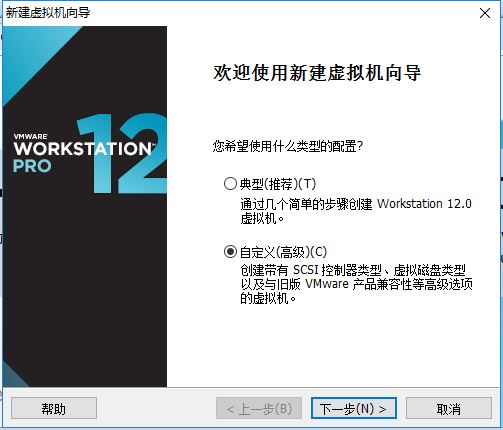 新建虚拟机向导
VMWARE
WORKSTATION™
PRO
12
欢迎使用新建虚拟机向导
您希望使用什么类型的配置?
典型(推荐)(T)
通过几个简单的步骤创建 Workstation 12.0
虚拟机。
自定义(高级)(C)
创建带有 SCSI 控制器类型、虚拟磁盘类型
以及与旧版 VMware 产品兼容性等高级选项
的虚拟机。
帮助
< 上一步(B)
下一步(N) >
取消